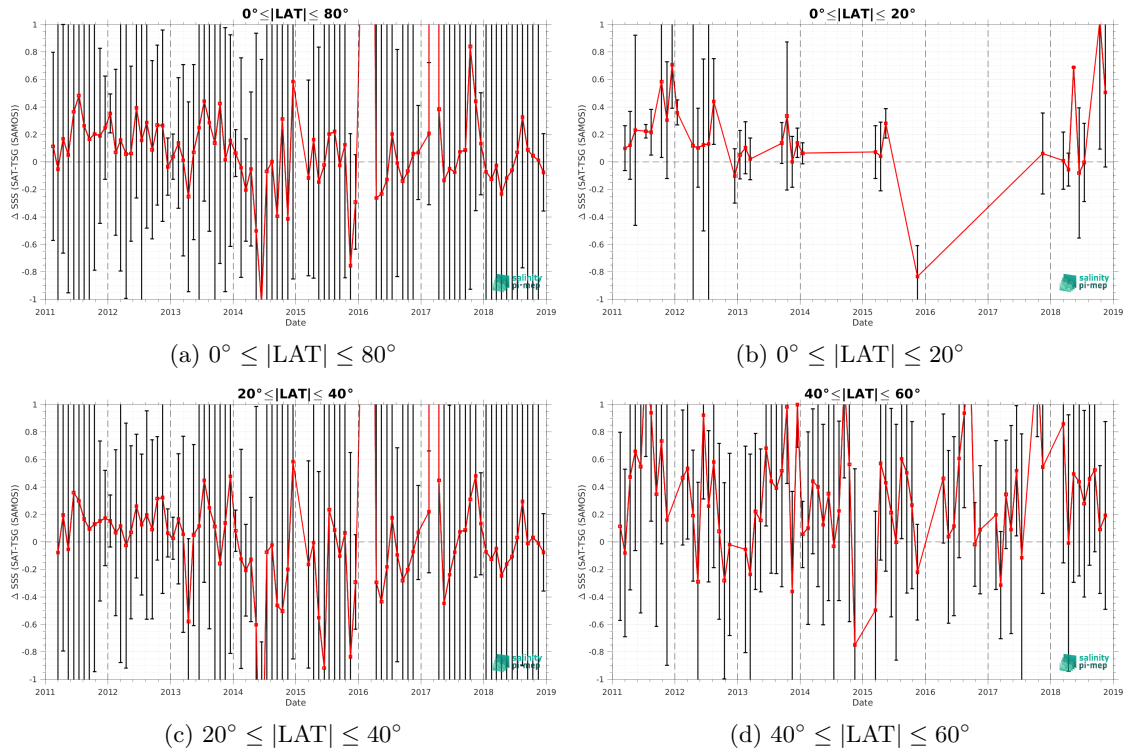 0°≤|LAT|≤ 80°
Δ SSS (SAT-TSG (SAMOS))
1
0.8
0.6
0.4
0.2
0
-0.2
-0.4
-0.6
-0.8
-1
2011 2012 2013 2014 2015 2016 2017 2018 2019
Date
salinity
pi-mep
(a) 0° ≤ |LAT| ≤ 80°
0°≤|LAT|≤ 20°
Δ SSS (SAT-TSG (SAMOS))
1
0.8
0.6
0.4
0.2
0
-0.2
-0.4
-0.6
-0.8
-1
2011 2012 2013 2014 2015 2016 2017 2018 2019
Date
salinity
pi-mep
(b) 0° ≤ |LAT| ≤ 20°
20°≤|LAT|≤ 40°
Δ SSS (SAT-TSG (SAMOS))
1
0.8
0.6
0.4
0.2
0
-0.2
-0.4
-0.6
-0.8
-1
2011 2012 2013 2014 2015 2016 2017 2018 2019
Date
salinity
pi-mep
(c) 20° ≤ |LAT| ≤ 40°
40°≤|LAT|≤ 60°
Δ SSS (SAT-TSG (SAMOS))
1
0.8
0.6
0.4
0.2
0
-0.2
-0.4
-0.6
-0.8
-1
2011 2012 2013 2014 2015 2016 2017 2018 2019
Date
salinity
pi-mep
(d) 40° ≤ |LAT| ≤ 60°